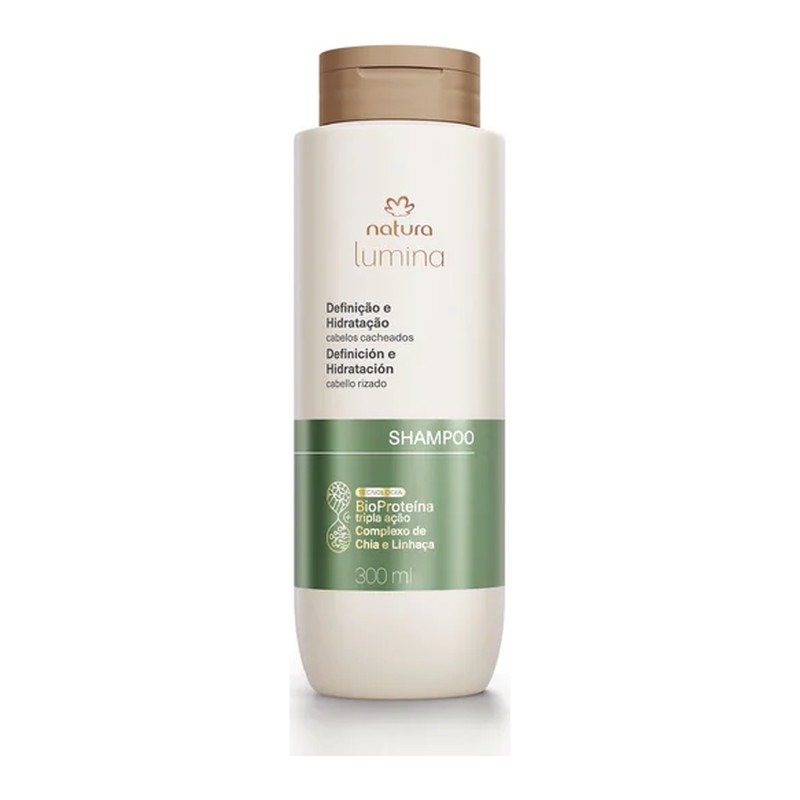 natura
lumina
Definição e
Hidratação
cabelos cacheados
Definición e
Hidratación
cabello rizado
SHAMPOO
TECNOLOGIA
BioProteína
tripla ação
Complexo de
Chia e Linhaça
300 ml